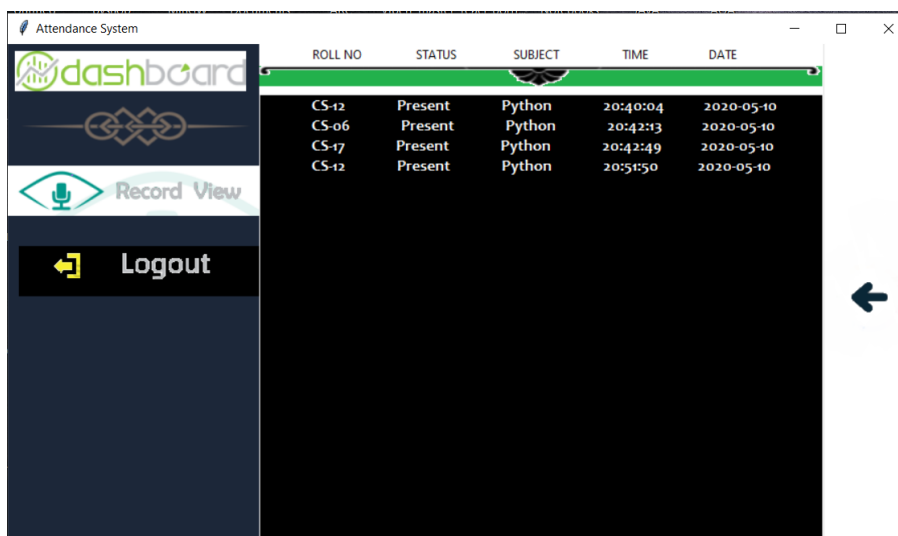 Attendance System
dashboard
Record View
Logout
ROLL NO STATUS SUBJECT TIME DATE
CS-12 Present Python 20:40:04 2020-05-10
CS-06 Present Python 20:42:13 2020-05-10
CS-17 Present Python 20:42:49 2020-05-10
CS-12 Present Python 20:51:50 2020-05-10